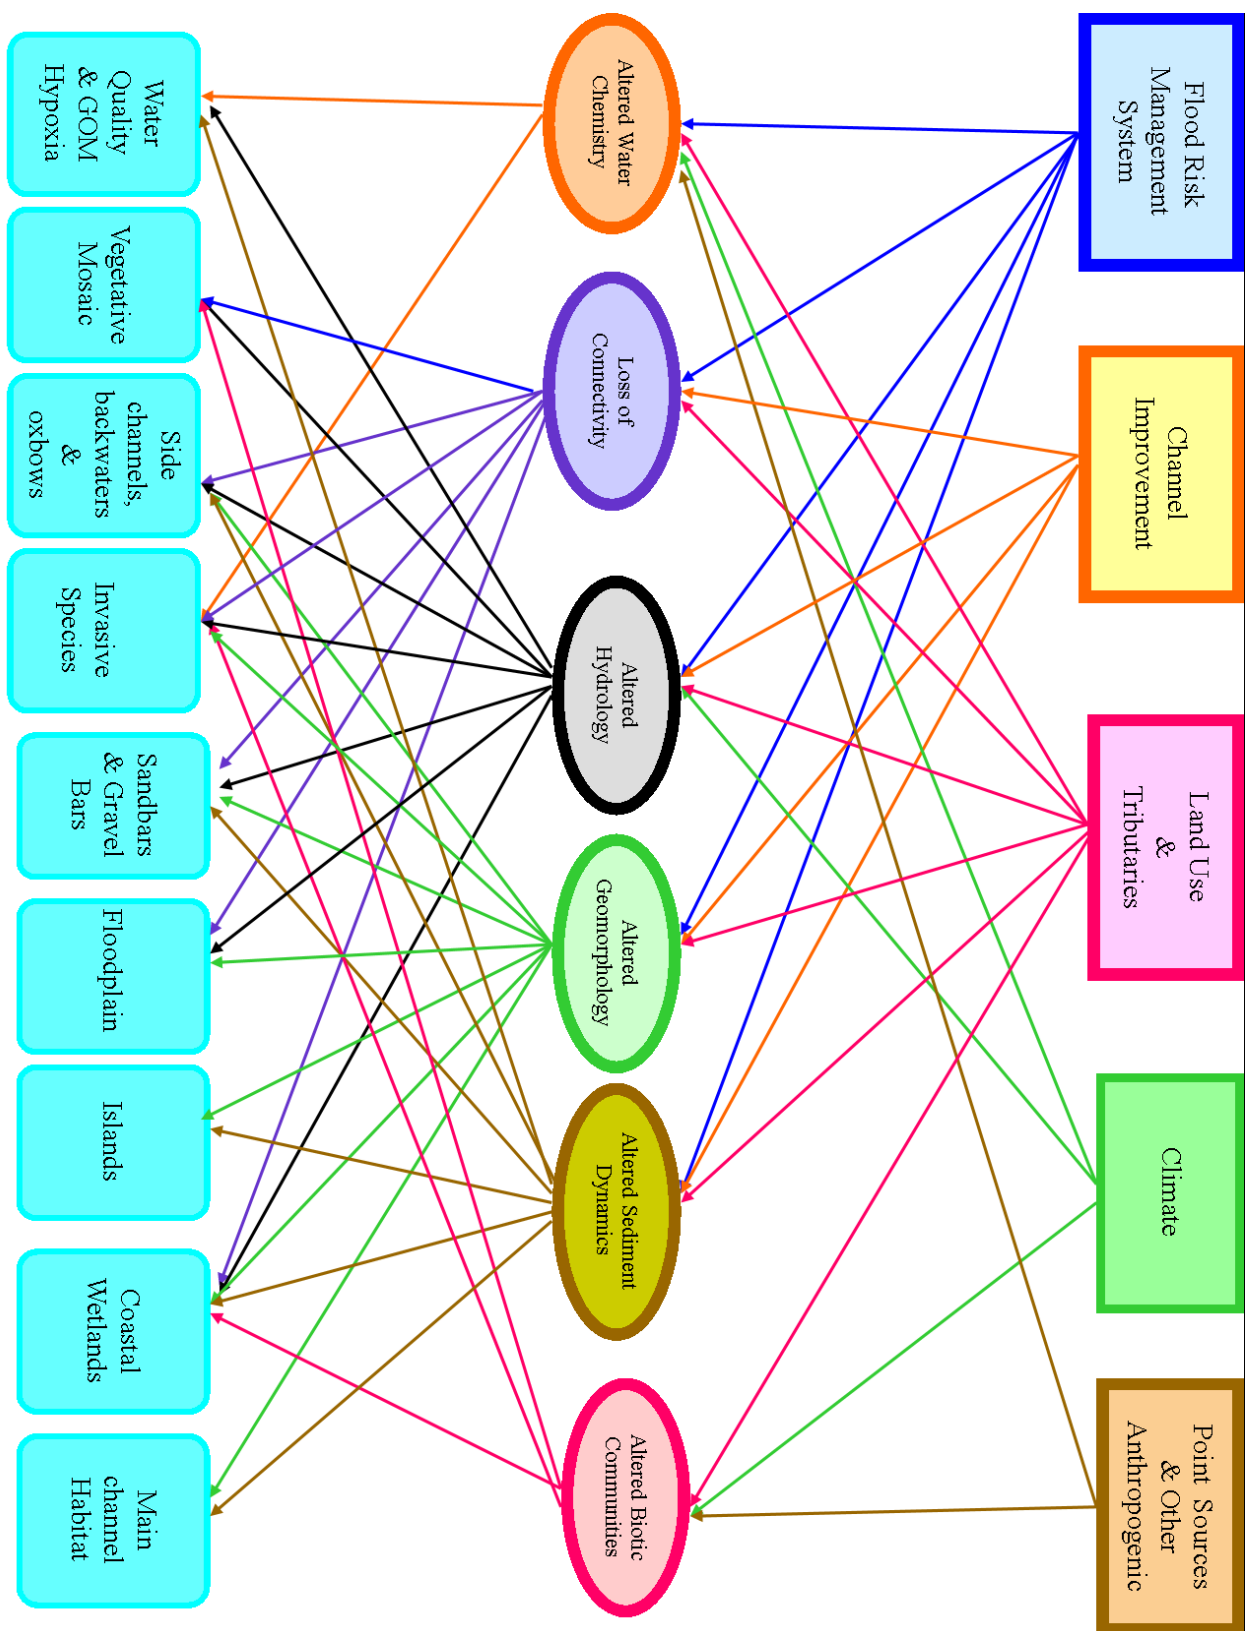 Flood Risk
Management
System
Channel
Improvement
Land Use
&
Tributaries
Climate
Point Sources
& Other
Anthropogenic
Altered Water
Chemistry
Loss of
Connectivity
Altered
Hydrology
Altered
Geomorphology
Altered Sediment
Dynamics
Altered Biotic
Communities
Water
Quality
& GOM
Hypoxia
Vegetative
Mosaic
Side
channels,
backwaters
&
oxbows
Invasive
Species
Sandbars
& Gravel
Bars
Floodplain
Islands
Coastal
Wetlands
Main
channel
Habitat